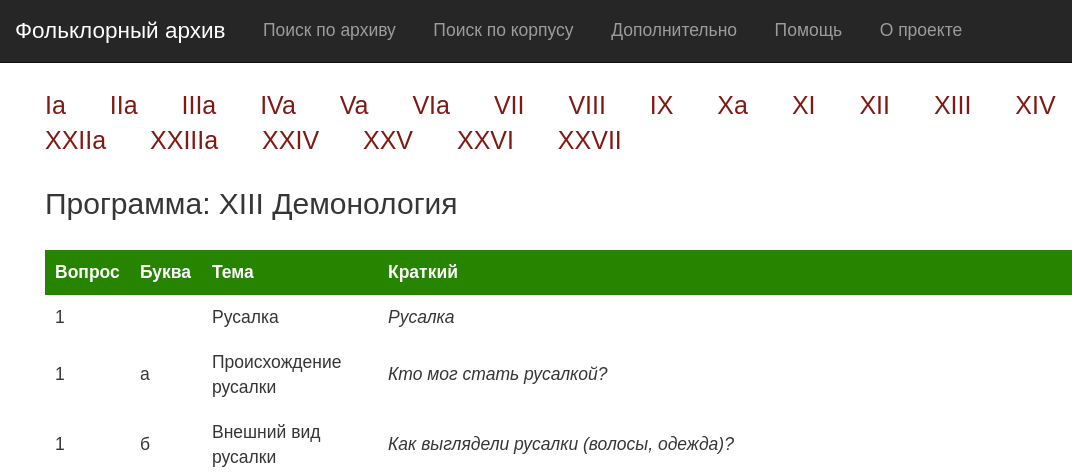 Фольклорный архив Поиск по архиву Поиск по корпусу Дополнительно Помощь О проекте
Ia IIa IIIa IVa Va VIa VII VIII IX Xa XI XII XIII XIV
XXIIa XXIIIa XXIV XXV XXVI XXVII
Программа: XIII Демонология
Вопрос Буква Тема Краткий
1 Русалка Русалка
1 а Происхождение русалки Кто мог стать русалкой?
1 б Внешний вид русалки Как выглядели русалки (волосы, одежда)?